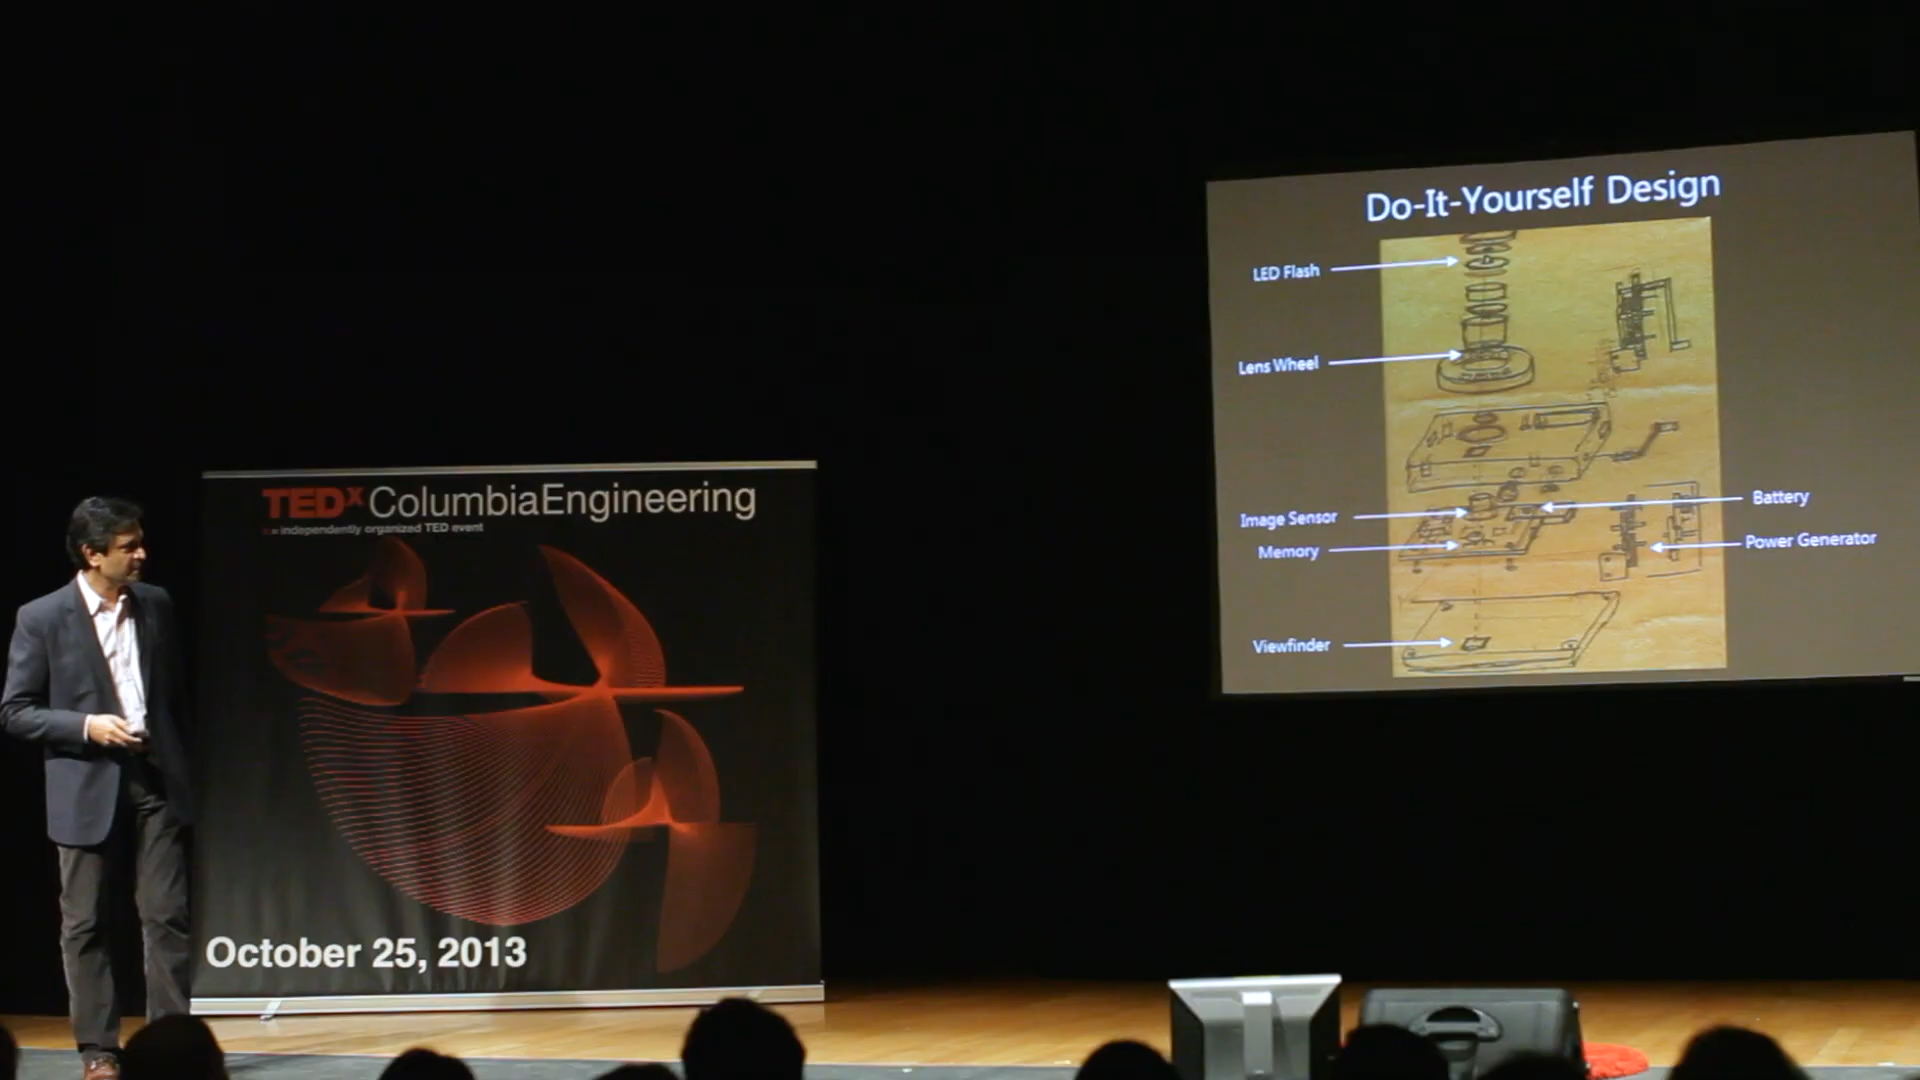 TEDx ColumbiaEngineering
x = independently organized TED event
October 25, 2013
Do-It-Yourself Design
LED Flash
Lens Wheel
Image Sensor
Memory
Viewfinder
Battery
Power Generator